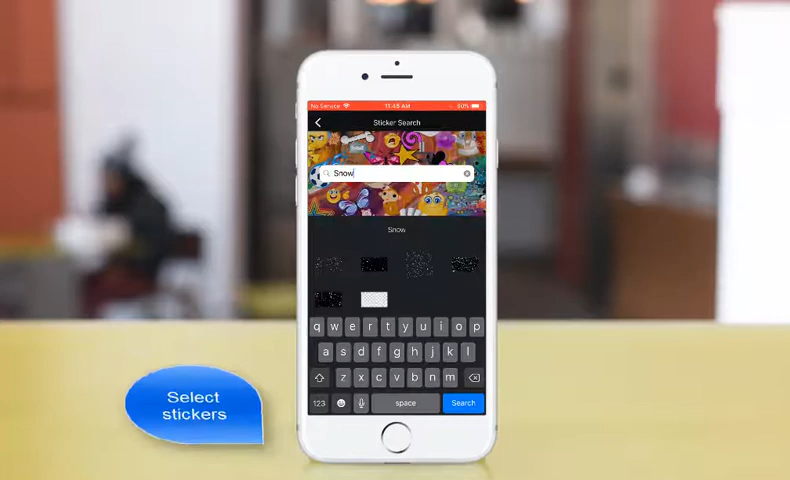 No Service 11:45 AM 80%
Sticker Search
Snow
Snow
q w e r t y u i o p
a s d f g h j k l
z x c v b n m
123 space Search
Select
stickers